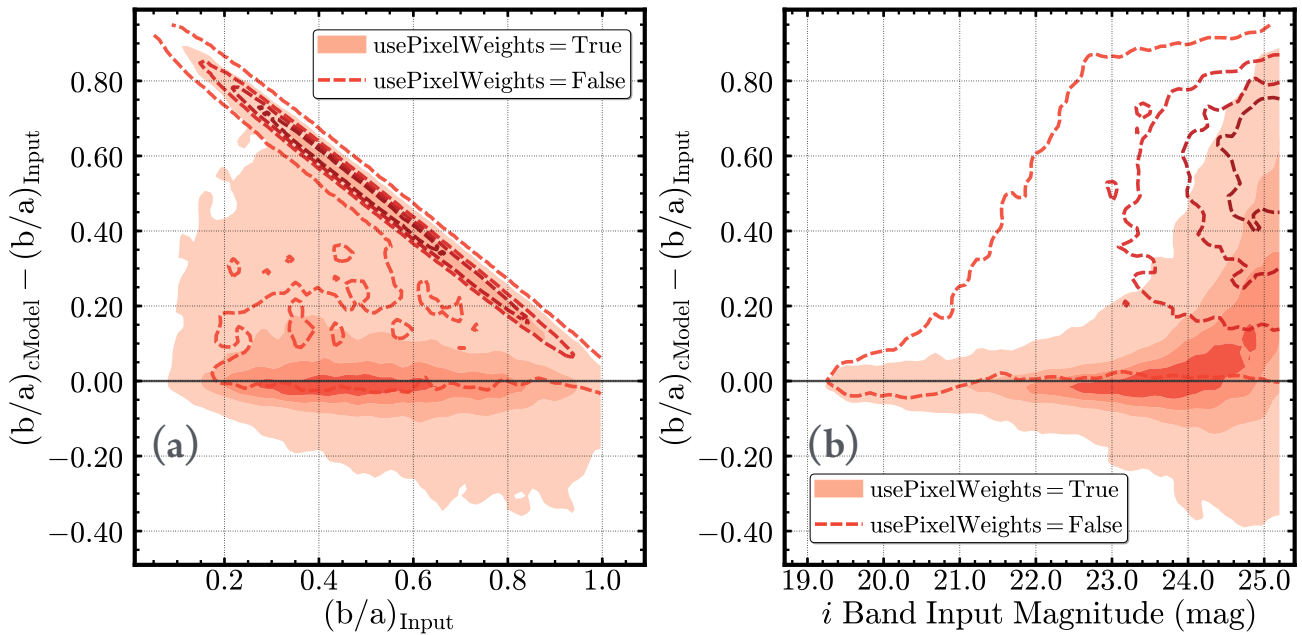 usePixelWeights = True
usePixelWeights = False
0.80
0.60
0.40
0.20
0.00
−0.20
−0.40
(b/a)cModel − (b/a)Input
(a)
0.2 0.4 0.6 0.8 1.0
(b/a)Input
0.80
0.60
0.40
0.20
0.00
−0.20
−0.40
(b/a)cModel − (b/a)Input
(b)
usePixelWeights = True
usePixelWeights = False
19.0 20.0 21.0 22.0 23.0 24.0 25.0
i Band Input Magnitude (mag)